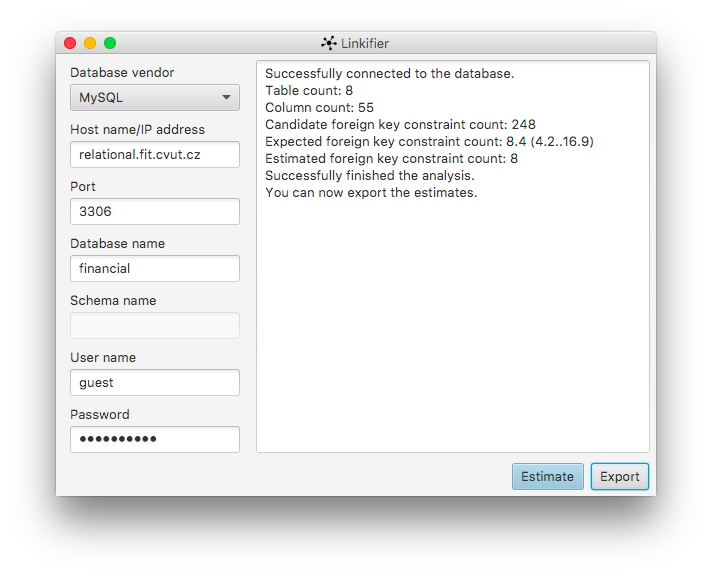 Linkifier
Database vendor
MySQL
Host name/IP address
relational.fit.cvut.cz
Port
3306
Database name
financial
Schema name
User name
guest
Password
••••••••••
Successfully connected to the database.
Table count: 8
Column count: 55
Candidate foreign key constraint count: 248
Expected foreign key constraint count: 8.4 (4.2..16.9)
Estimated foreign key constraint count: 8
Successfully finished the analysis.
You can now export the estimates.
Estimate
Export